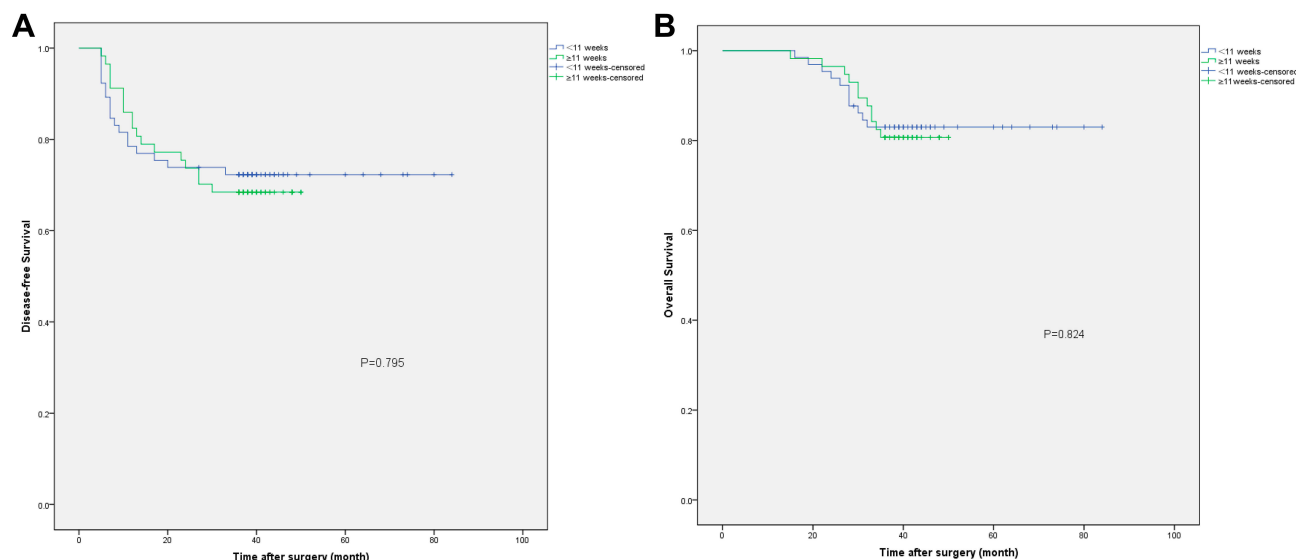 A
1.0
0.8
0.6
0.4
0.2
0.0
Disease-free Survival
0
20
40
60
80
100
Time after surgery (month)
P=0.795
<11 weeks
≥11 weeks
<11 weeks-censored
≥11 weeks-censored
B
1.0
0.8
0.6
0.4
0.2
0.0
Overall Survival
0
20
40
60
80
100
Time after surgery (month)
P=0.824
<11 weeks
≥11 weeks
<11 weeks-censored
≥11weeks-censored